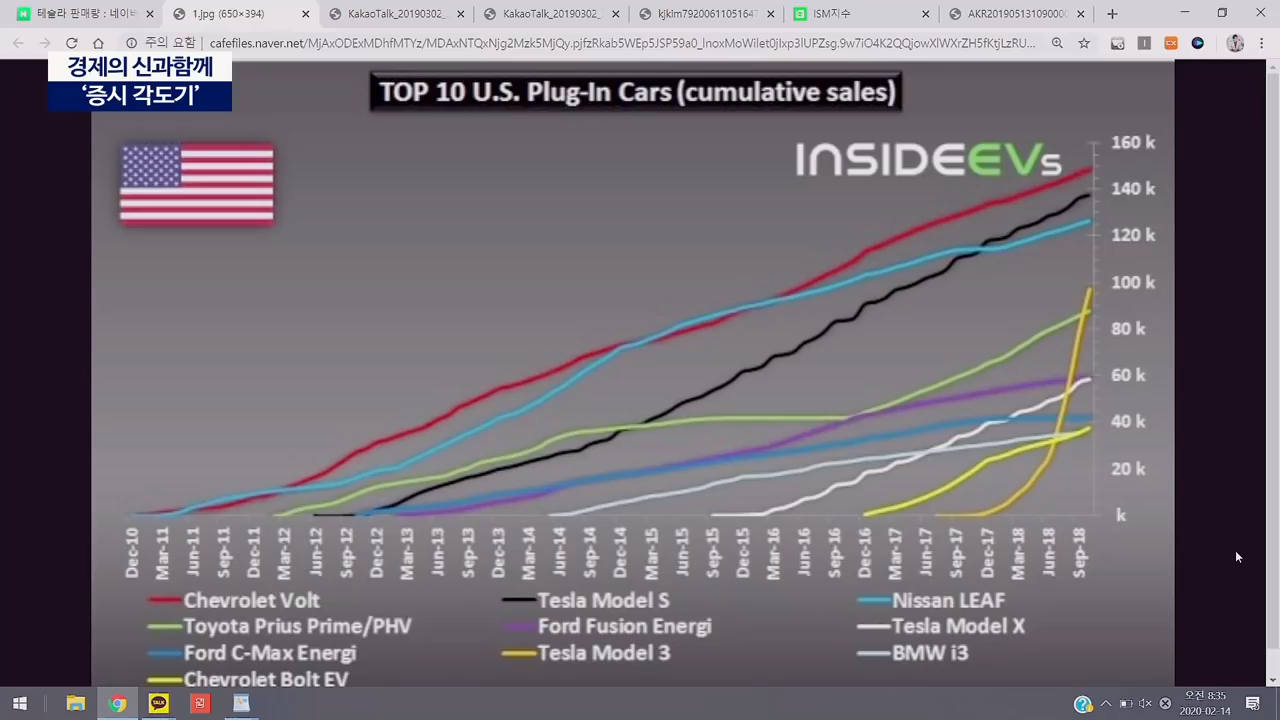 테슬라 판매량 : 네이버
1.jpg (650×394)
KakaoTalk_20190302_
KakaoTalk_20190302_
ISM지수
AKR20190513109000
주의 요함
경제의 신과함께
'증시 각도기'
TOP 10 U.S. Plug-In Cars (cumulative sales)
INSIDEEVs
160 k
140 k
120 k
100 k
80 k
60 k
40 k
20 k
k
Dec-10
Mar-11
Jun-11
Sep-11
Dec-11
Mar-12
Jun-12
Sep-12
Dec-12
Mar-13
Jun-13
Sep-13
Dec-13
Mar-14
Jun-14
Sep-14
Dec-14
Mar-15
Jun-15
Sep-15
Dec-15
Mar-16
Jun-16
Sep-16
Dec-16
Mar-17
Jun-17
Sep-17
Dec-17
Mar-18
Jun-18
Sep-18
Chevrolet Volt
Tesla Model S
Nissan LEAF
Toyota Prius Prime/PHV
Ford Fusion Energi
Tesla Model X
Ford C-Max Energi
Tesla Model 3
BMW i3
Chevrolet Bolt EV
TALK
오전 8:35
2020-02-14